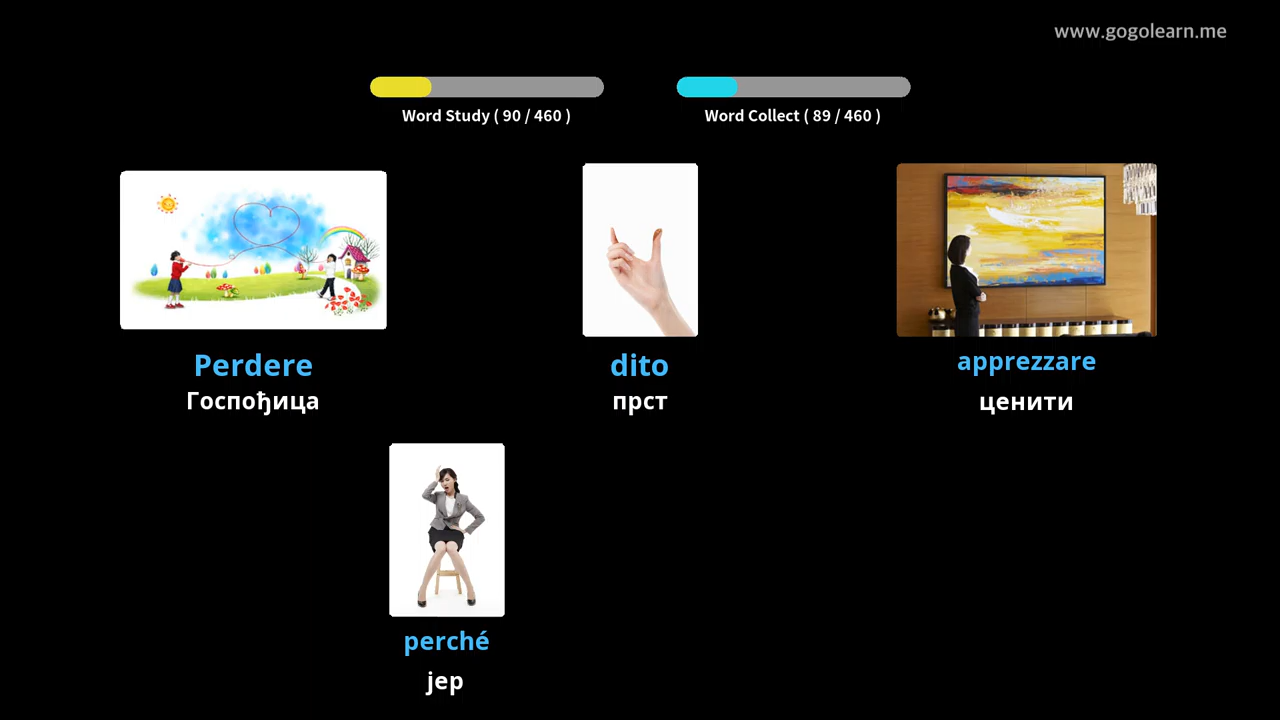 www.gogolearn.me
Word Study ( 90 / 460 )
Word Collect ( 89 / 460 )
Perdere
Госпођица
dito
прст
apprezzare
ценити
perché
јер